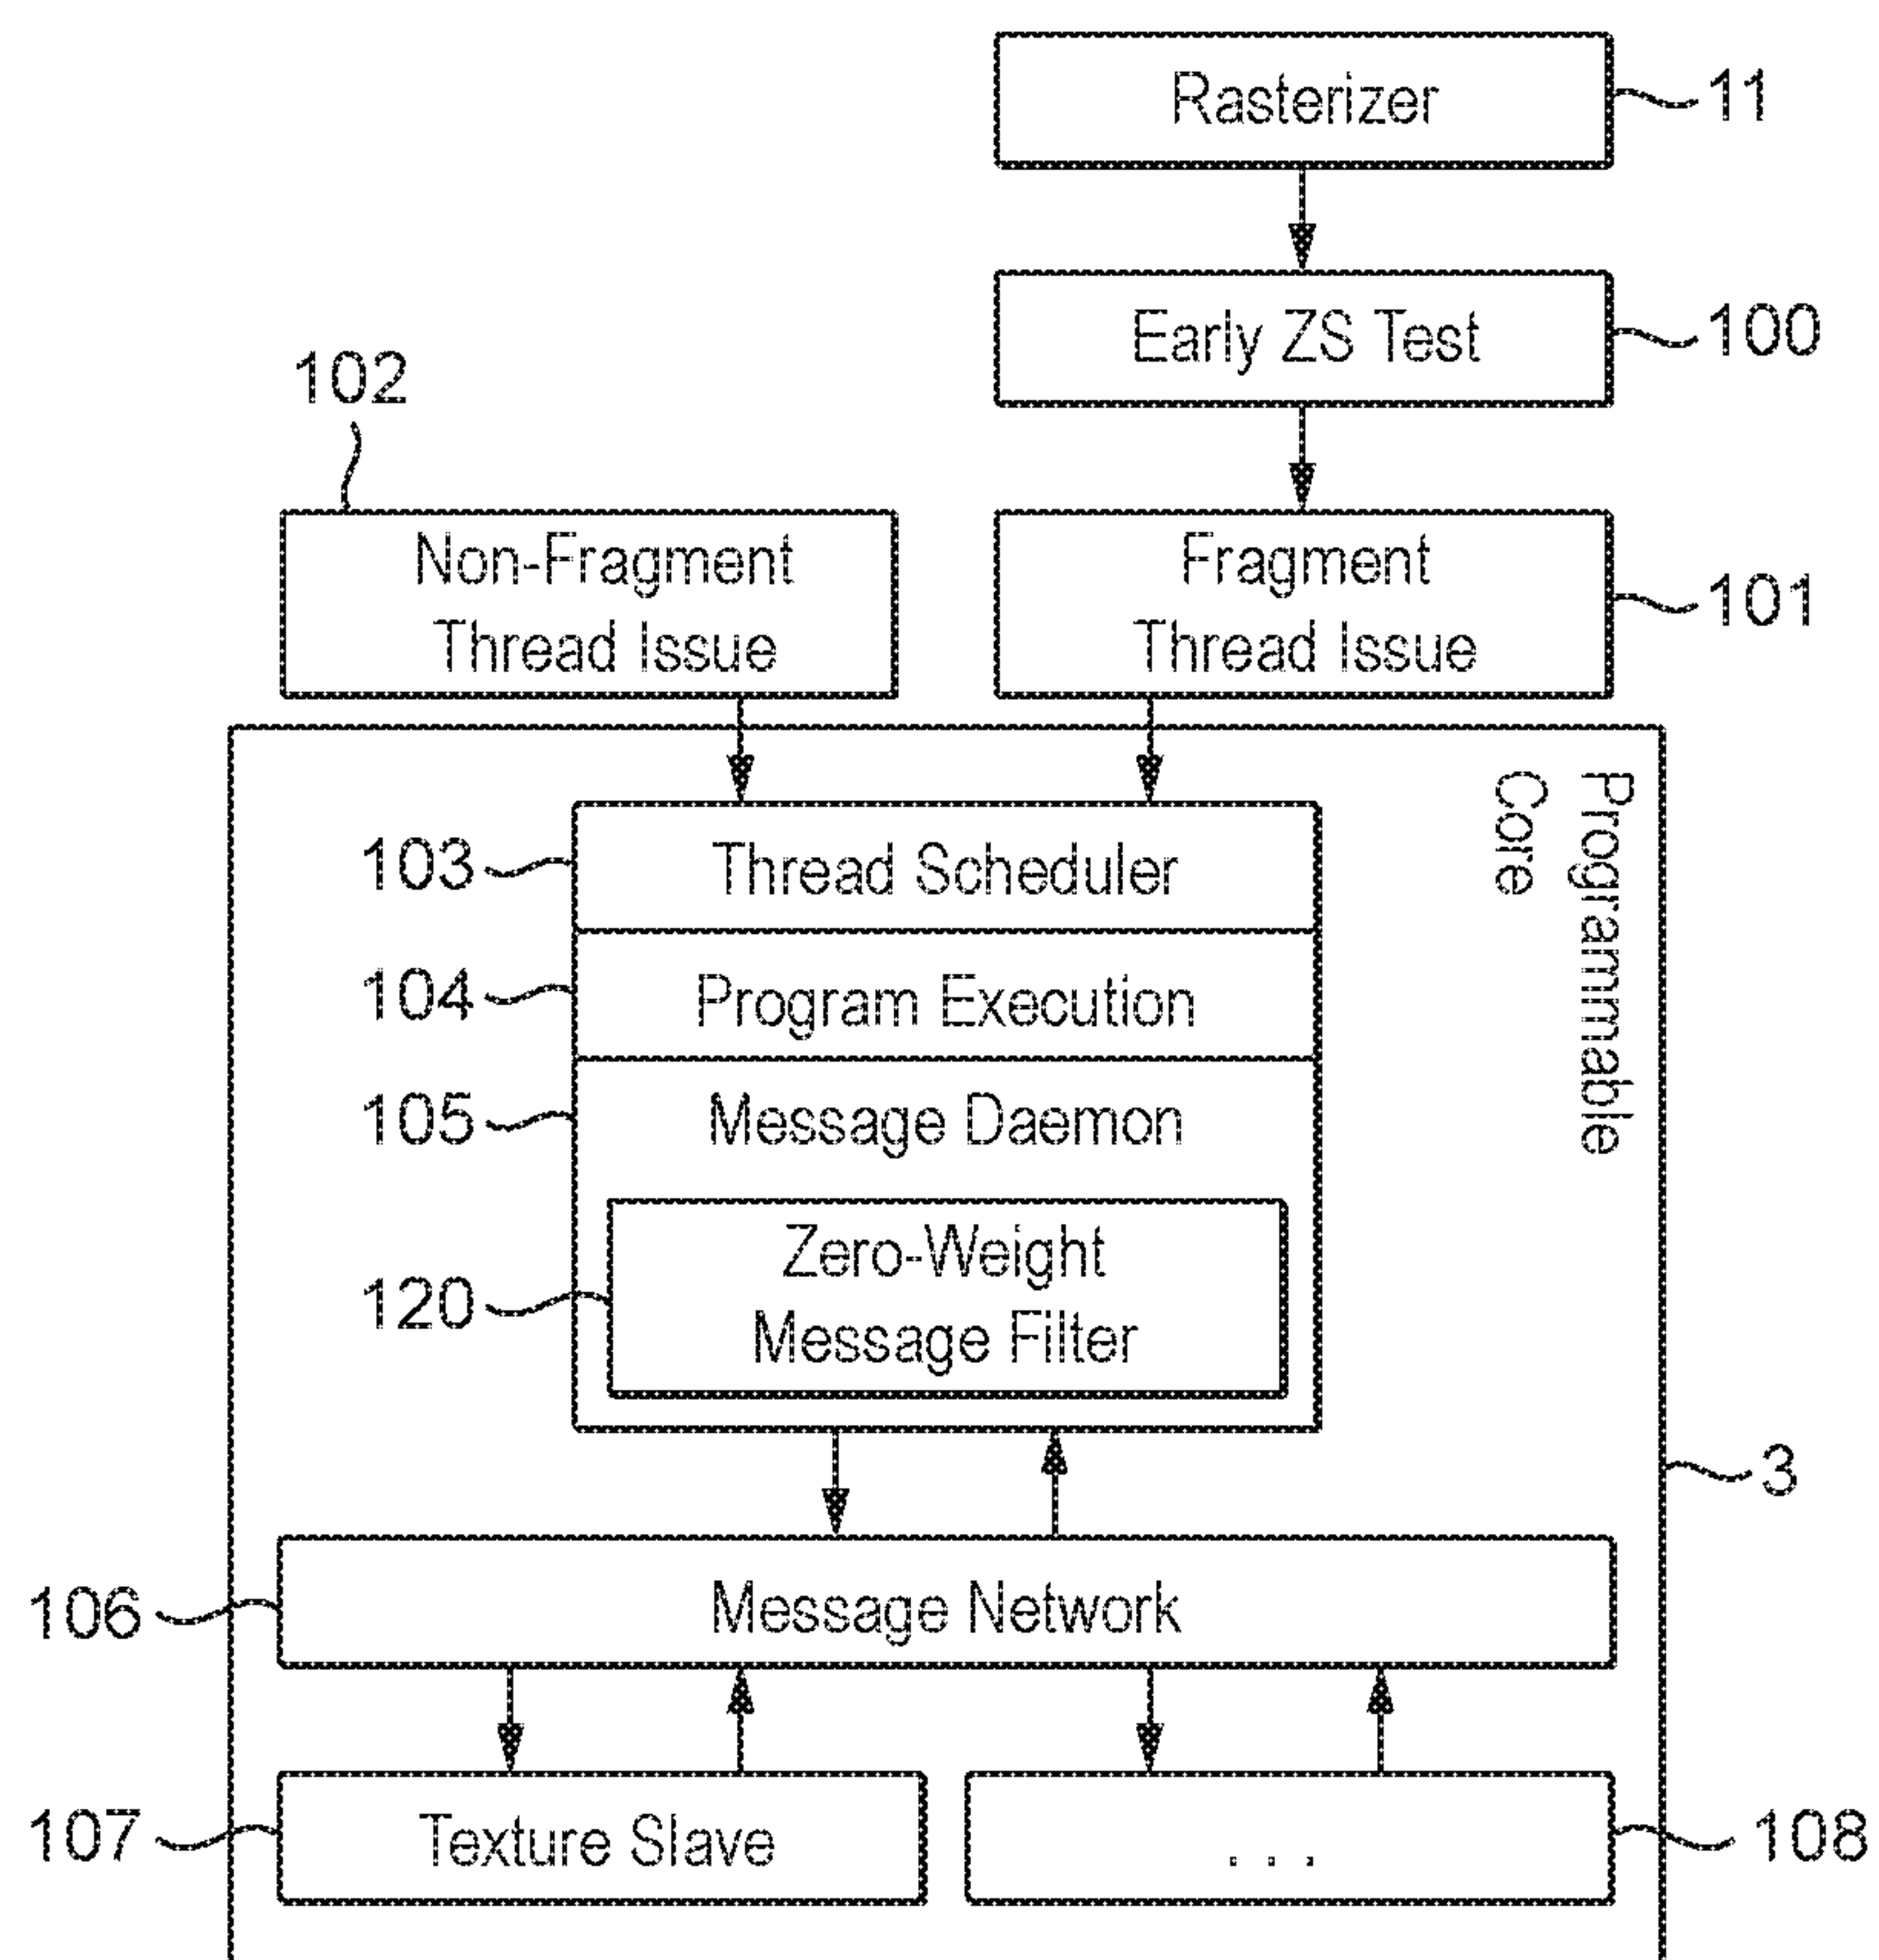 Rasterizer
11
Early ZS Test
100
102
Non-Fragment
Thread Issue
Fragment
Thread Issue
101
Programmable
Core
103
Thread Scheduler
104
Program Execution
105
Message Daemon
120
Zero-Weight
Message Filter
3
106
Message Network
107
Texture Slave
. . .
108